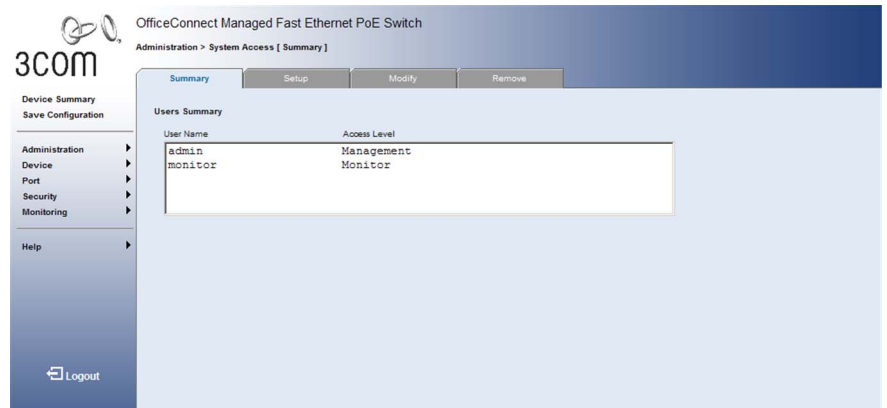 OfficeConnect Managed Fast Ethernet PoE Switch
Administration > System Access [ Summary ]
3COM
Summary Setup Modify Remove
Device Summary
Save Configuration
Administration
Device
Port
Security
Monitoring
Help
Logout
Users Summary
User Name Access Level
admin Management
monitor Monitor